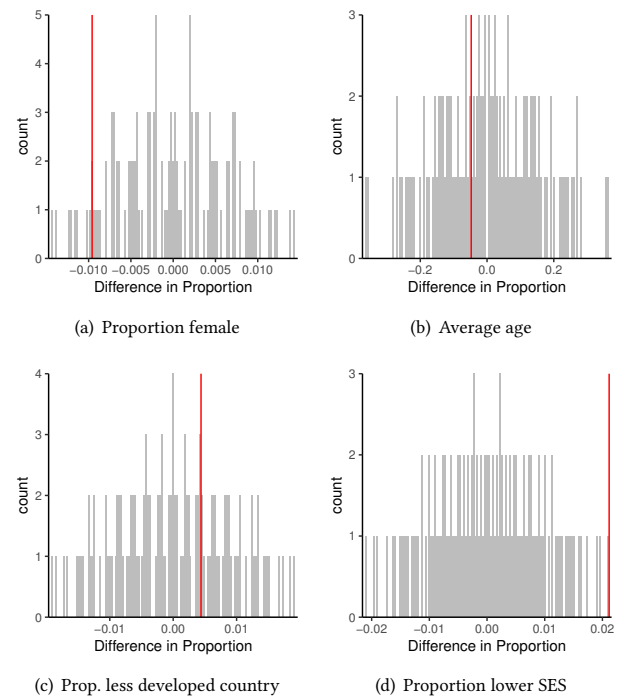 5
4
3
2
1
0
count
−0.010 −0.005 0.000 0.005 0.010
Difference in Proportion
(a) Proportion female
3
2
1
0
count
−0.2 0.0 0.2
Difference in Proportion
(b) Average age
4
3
2
1
0
count
−0.01 0.00 0.01
Difference in Proportion
(c) Prop. less developed country
3
2
1
0
count
−0.02 −0.01 0.00 0.01 0.02
Difference in Proportion
(d) Proportion lower SES